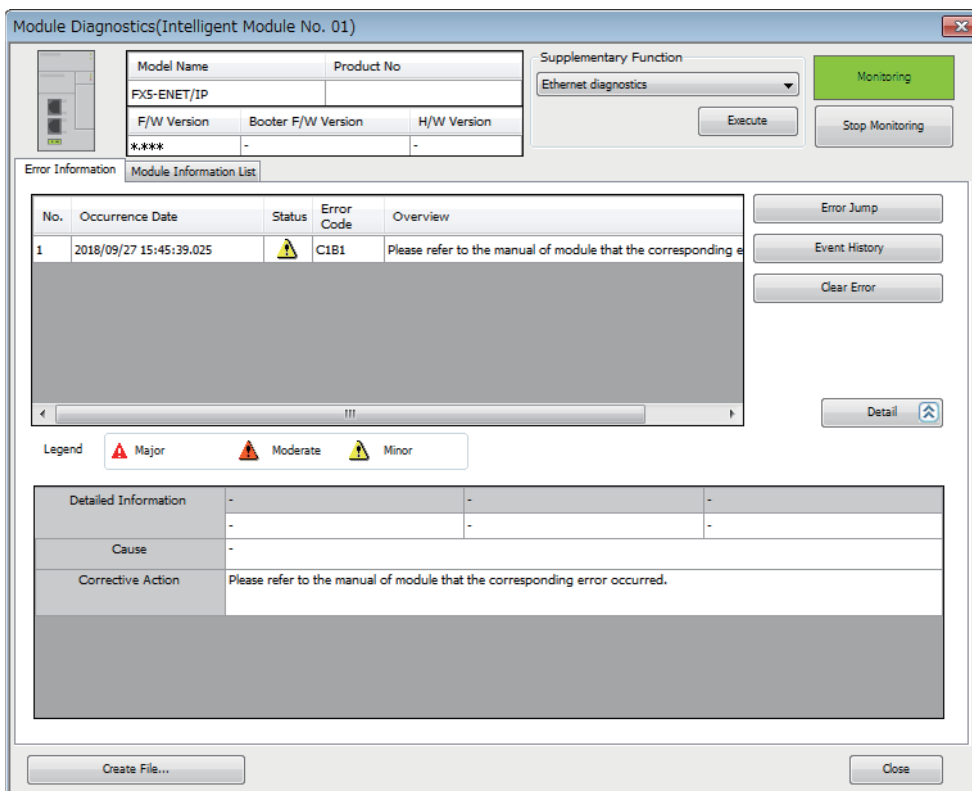 Module Diagnostics(Intelligent Module No. 01)
Model Name Product No
FX5-ENET/IP
F/W Version Booter F/W Version H/W Version
*.*** - -
Supplementary Function
Ethernet diagnostics
Execute
Monitoring
Stop Monitoring
Error Information Module Information List
No. Occurrence Date Status Error Code Overview
1 2018/09/27 15:45:39.025 C1B1 Please refer to the manual of module that the corresponding e
Error Jump
Event History
Clear Error
Detail
Legend Major Moderate Minor
Detailed Information - - -
- - -
Cause -
Corrective Action Please refer to the manual of module that the corresponding error occurred.
Create File... Close